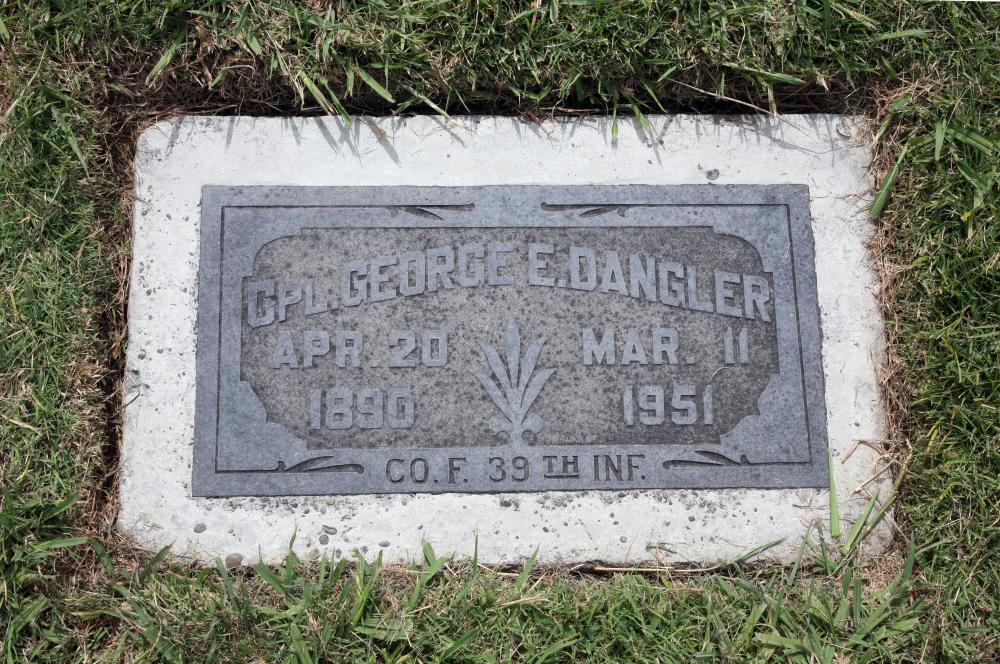 CPL. GEORGE E. DANGLER
APR. 20 MAR. 11
1890 1951
CO. F. 39 TH INF.